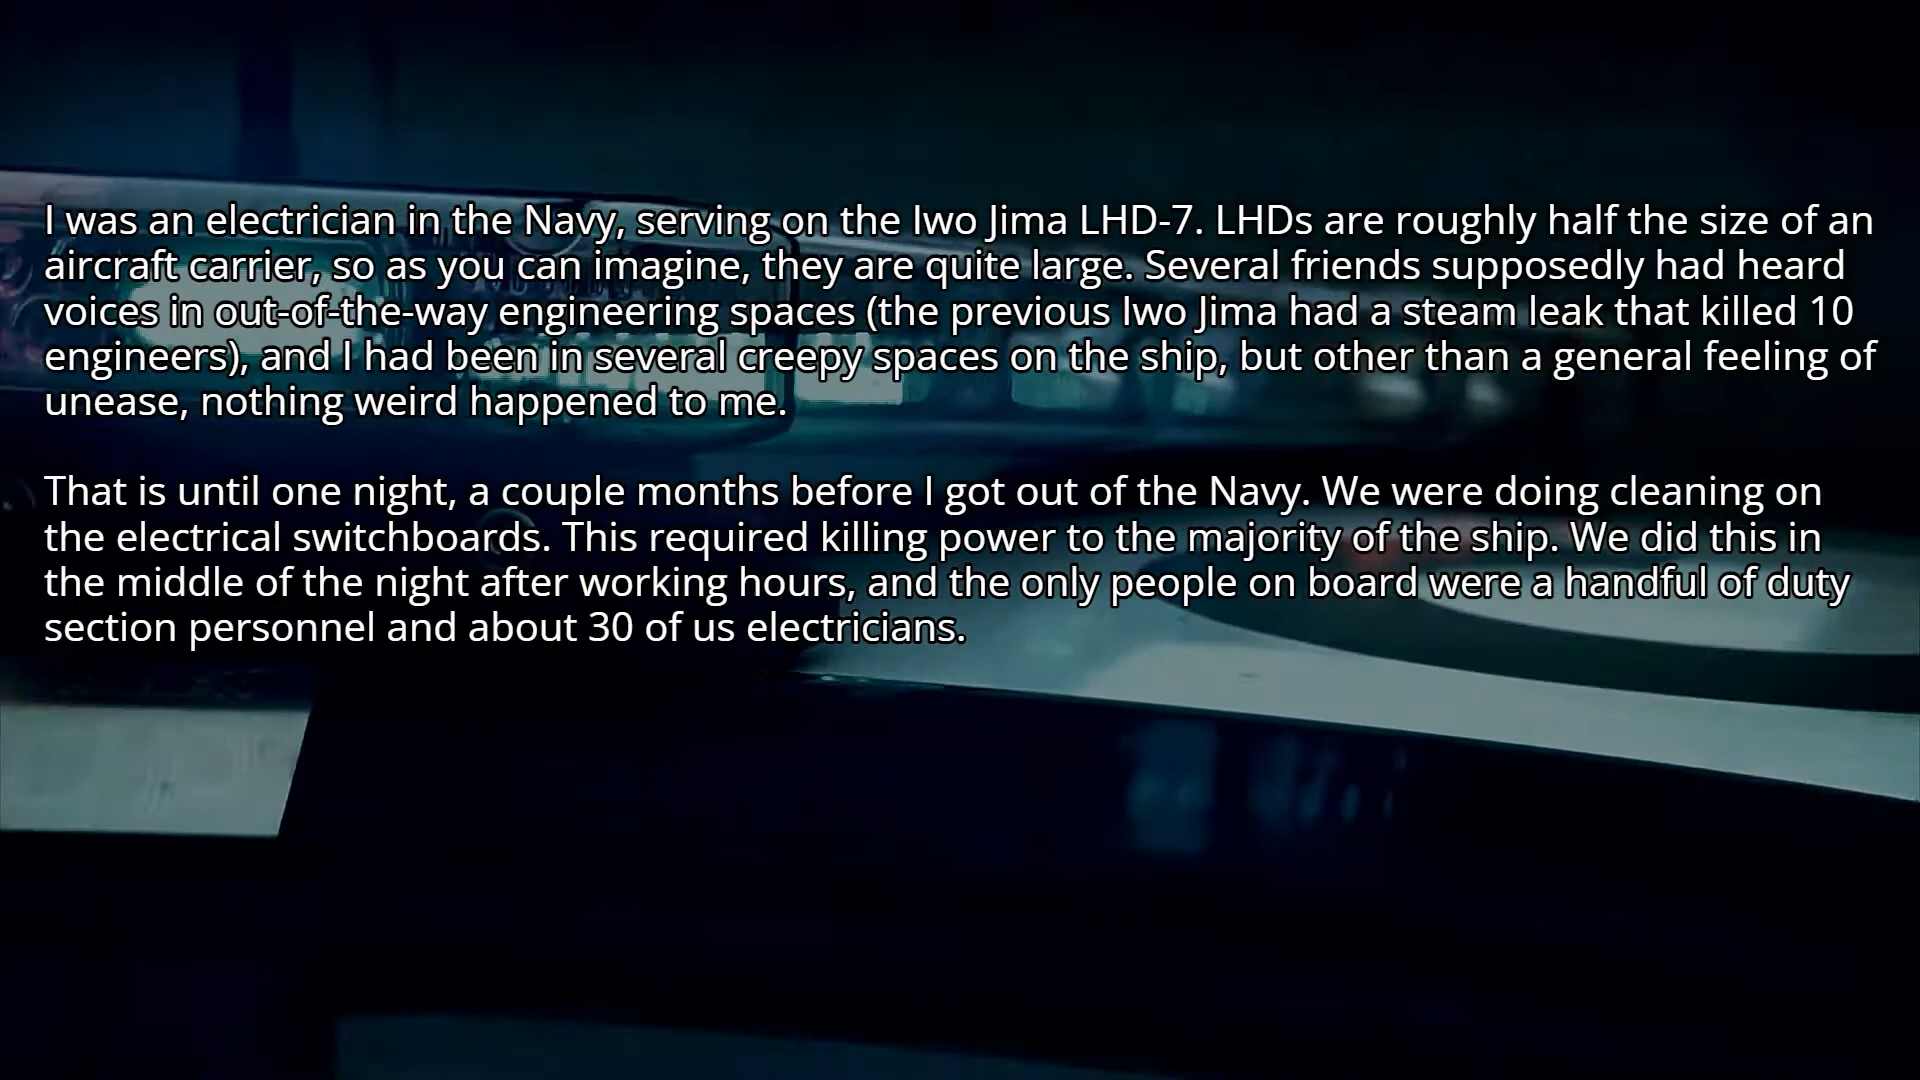 I was an electrician in the Navy, serving on the Iwo Jima LHD-7. LHDs are roughly half the size of an
aircraft carrier, so as you can imagine, they are quite large. Several friends supposedly had heard
voices in out-of-the-way engineering spaces (the previous Iwo Jima had a steam leak that killed 10
engineers), and I had been in several creepy spaces on the ship, but other than a general feeling of
unease, nothing weird happened to me.
That is until one night, a couple months before I got out of the Navy. We were doing cleaning on
the electrical switchboards. This required killing power to the majority of the ship. We did this in
the middle of the night after working hours, and the only people on board were a handful of duty
section personnel and about 30 of us electricians.